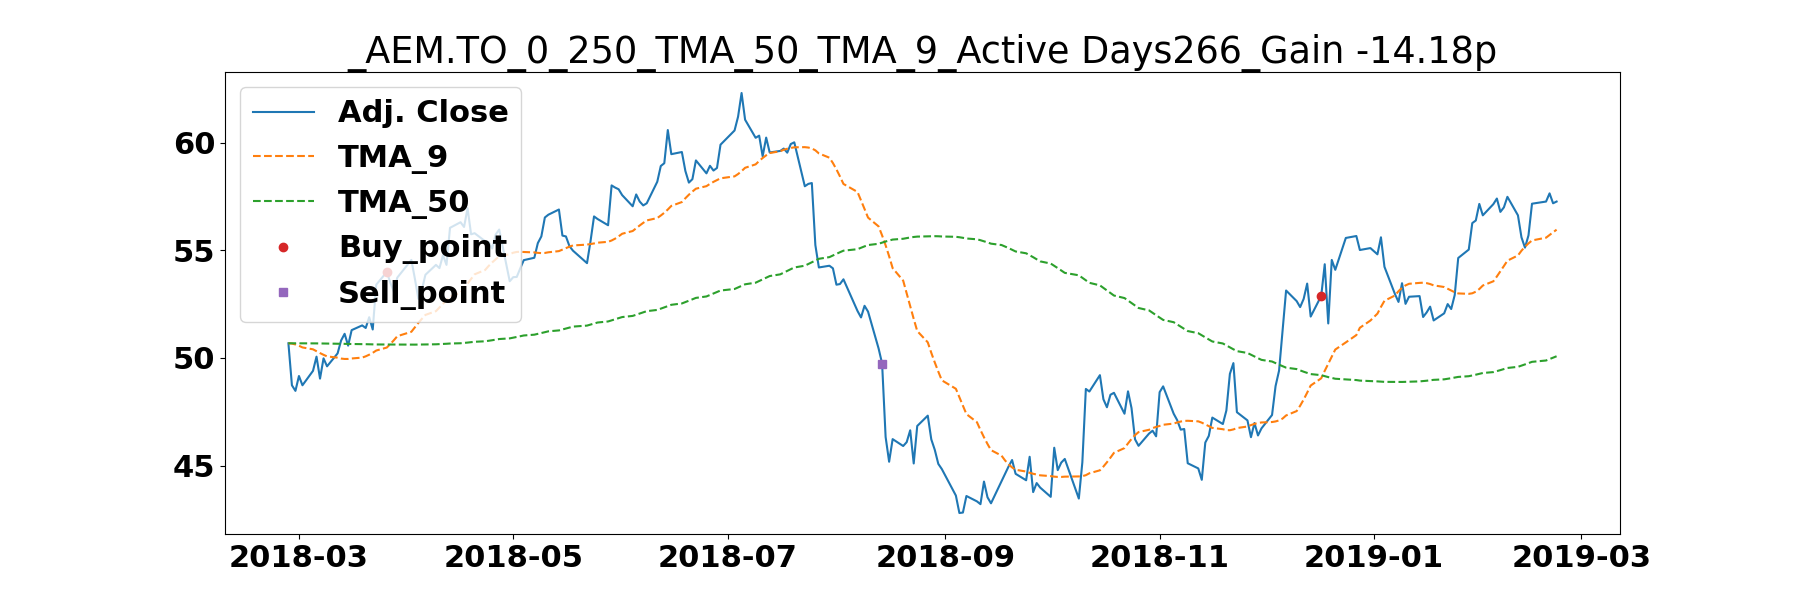 _AEM.TO_0_250_TMA_50_TMA_9_Active Days266_Gain -14.18p
Adj. Close
TMA_9
TMA_50
Buy_point
Sell_point
60
55
50
45
2018-03 2018-05 2018-07 2018-09 2018-11 2019-01 2019-03